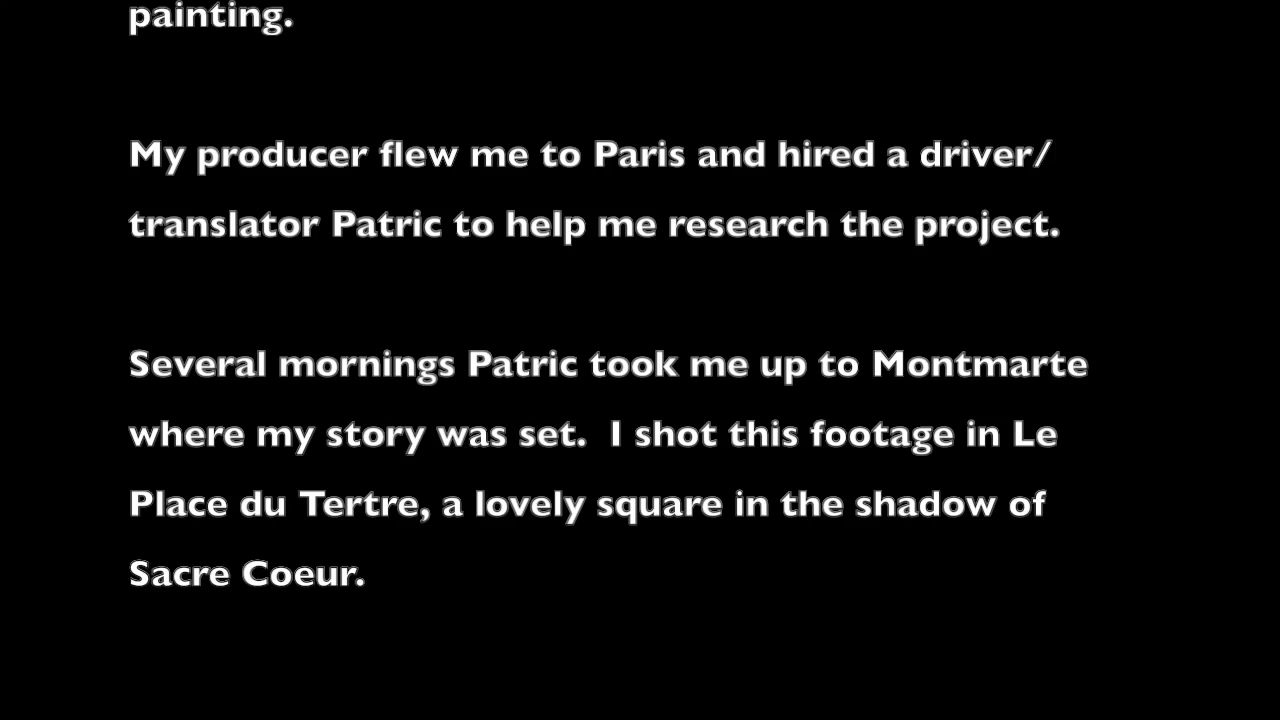 painting.
My producer flew me to Paris and hired a driver/
translator Patric to help me research the project.
Several mornings Patric took me up to Montmarte
where my story was set.  I shot this footage in Le
Place du Tertre, a lovely square in the shadow of
Sacre Coeur.